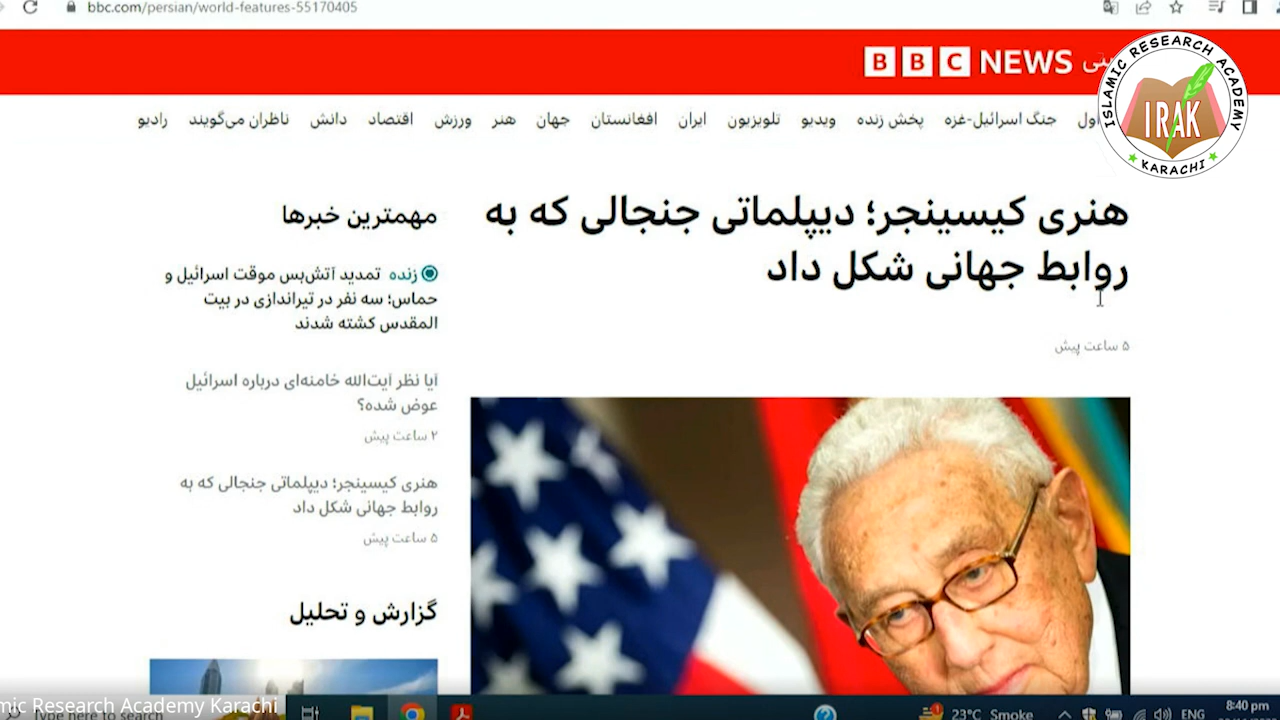 bbc.com/persian/world-features-55170405
BBC NEWS
ISLAMIC RESEARCH ACADEMY
IRAK
KARACHI
اول جنگ اسرائیل-غزه پخش زنده ویدیو تلویزیون ایران افغانستان جهان هنر ورزش اقتصاد دانش ناظران می‌گویند رادیو
هنری کیسینجر؛ دیپلماتی جنجالی که به
روابط جهانی شکل داد
۵ ساعت پیش
مهمترین خبرها
زنده تمدید آتش‌بس موقت اسرائیل و
حماس؛ سه نفر در تیراندازی در بیت
المقدس کشته شدند
آیا نظر آیت‌الله خامنه‌ای درباره اسرائیل
عوض شده؟
۲ ساعت پیش
هنری کیسینجر؛ دیپلماتی جنجالی که به
روابط جهانی شکل داد
۵ ساعت پیش
گزارش و تحلیل
mic Research Academy Karachi
Type here to search
23°C Smoke
ENG
8:40 pm